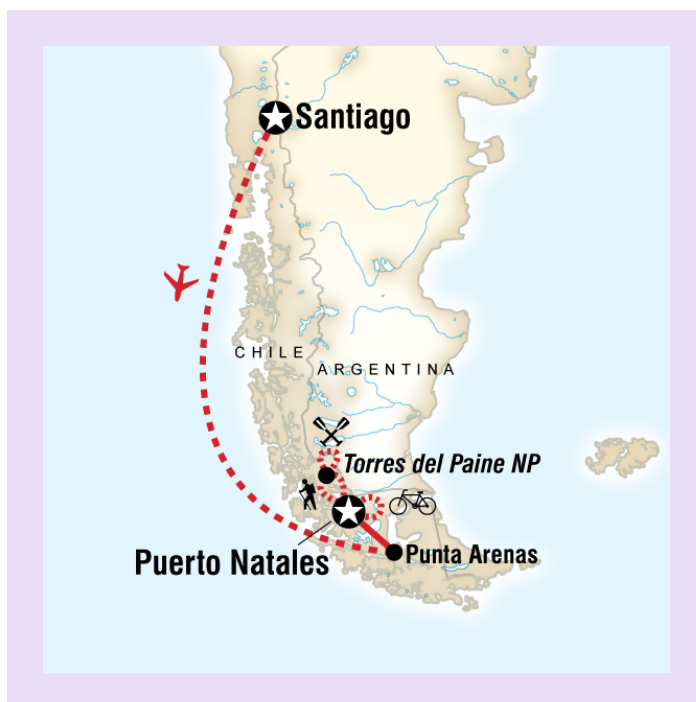 Santiago
CHILE
ARGENTINA
Torres del Paine NP
Puerto Natales
Punta Arenas